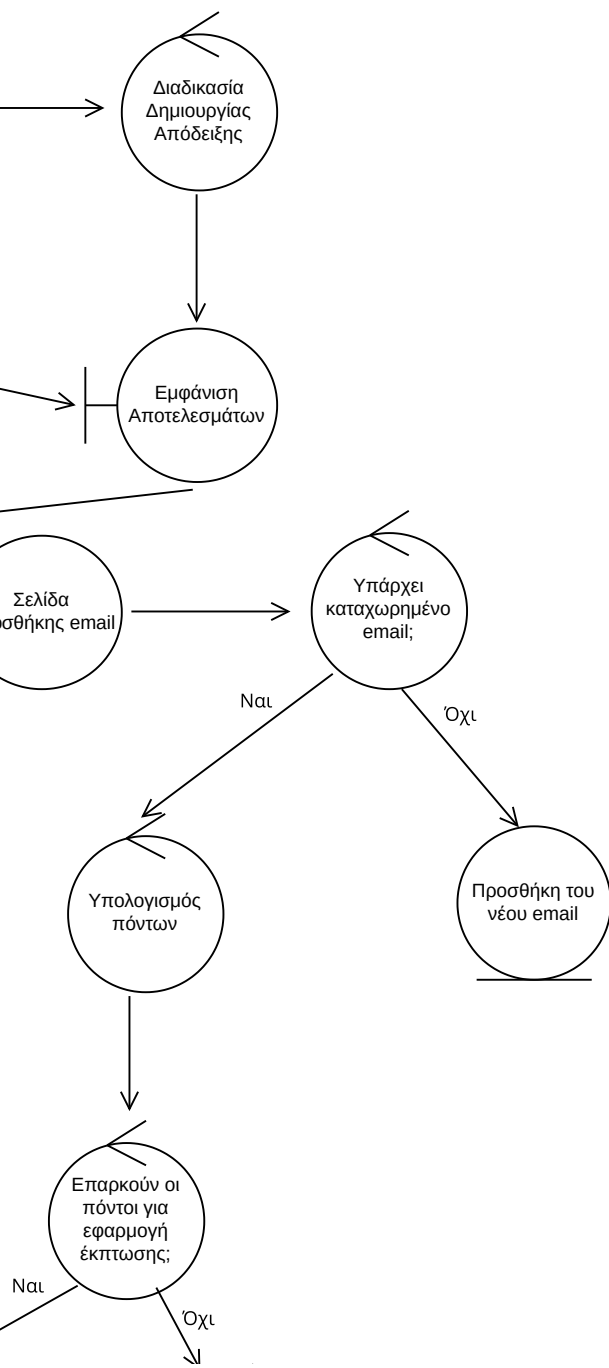 Διαδικασία
Δημιουργίας
Απόδειξης
Εμφάνιση
Αποτελεσμάτων
Σελίδα
email
Υπάρχει
καταχωρημένο
email;
Ναι
Όχι
Υπολογισμός
πόντων
Προσθήκη του
νέου email
Επαρκούν οι
πόντοι για
εφαρμογή
έκπτωσης;
Ναι
Όχι